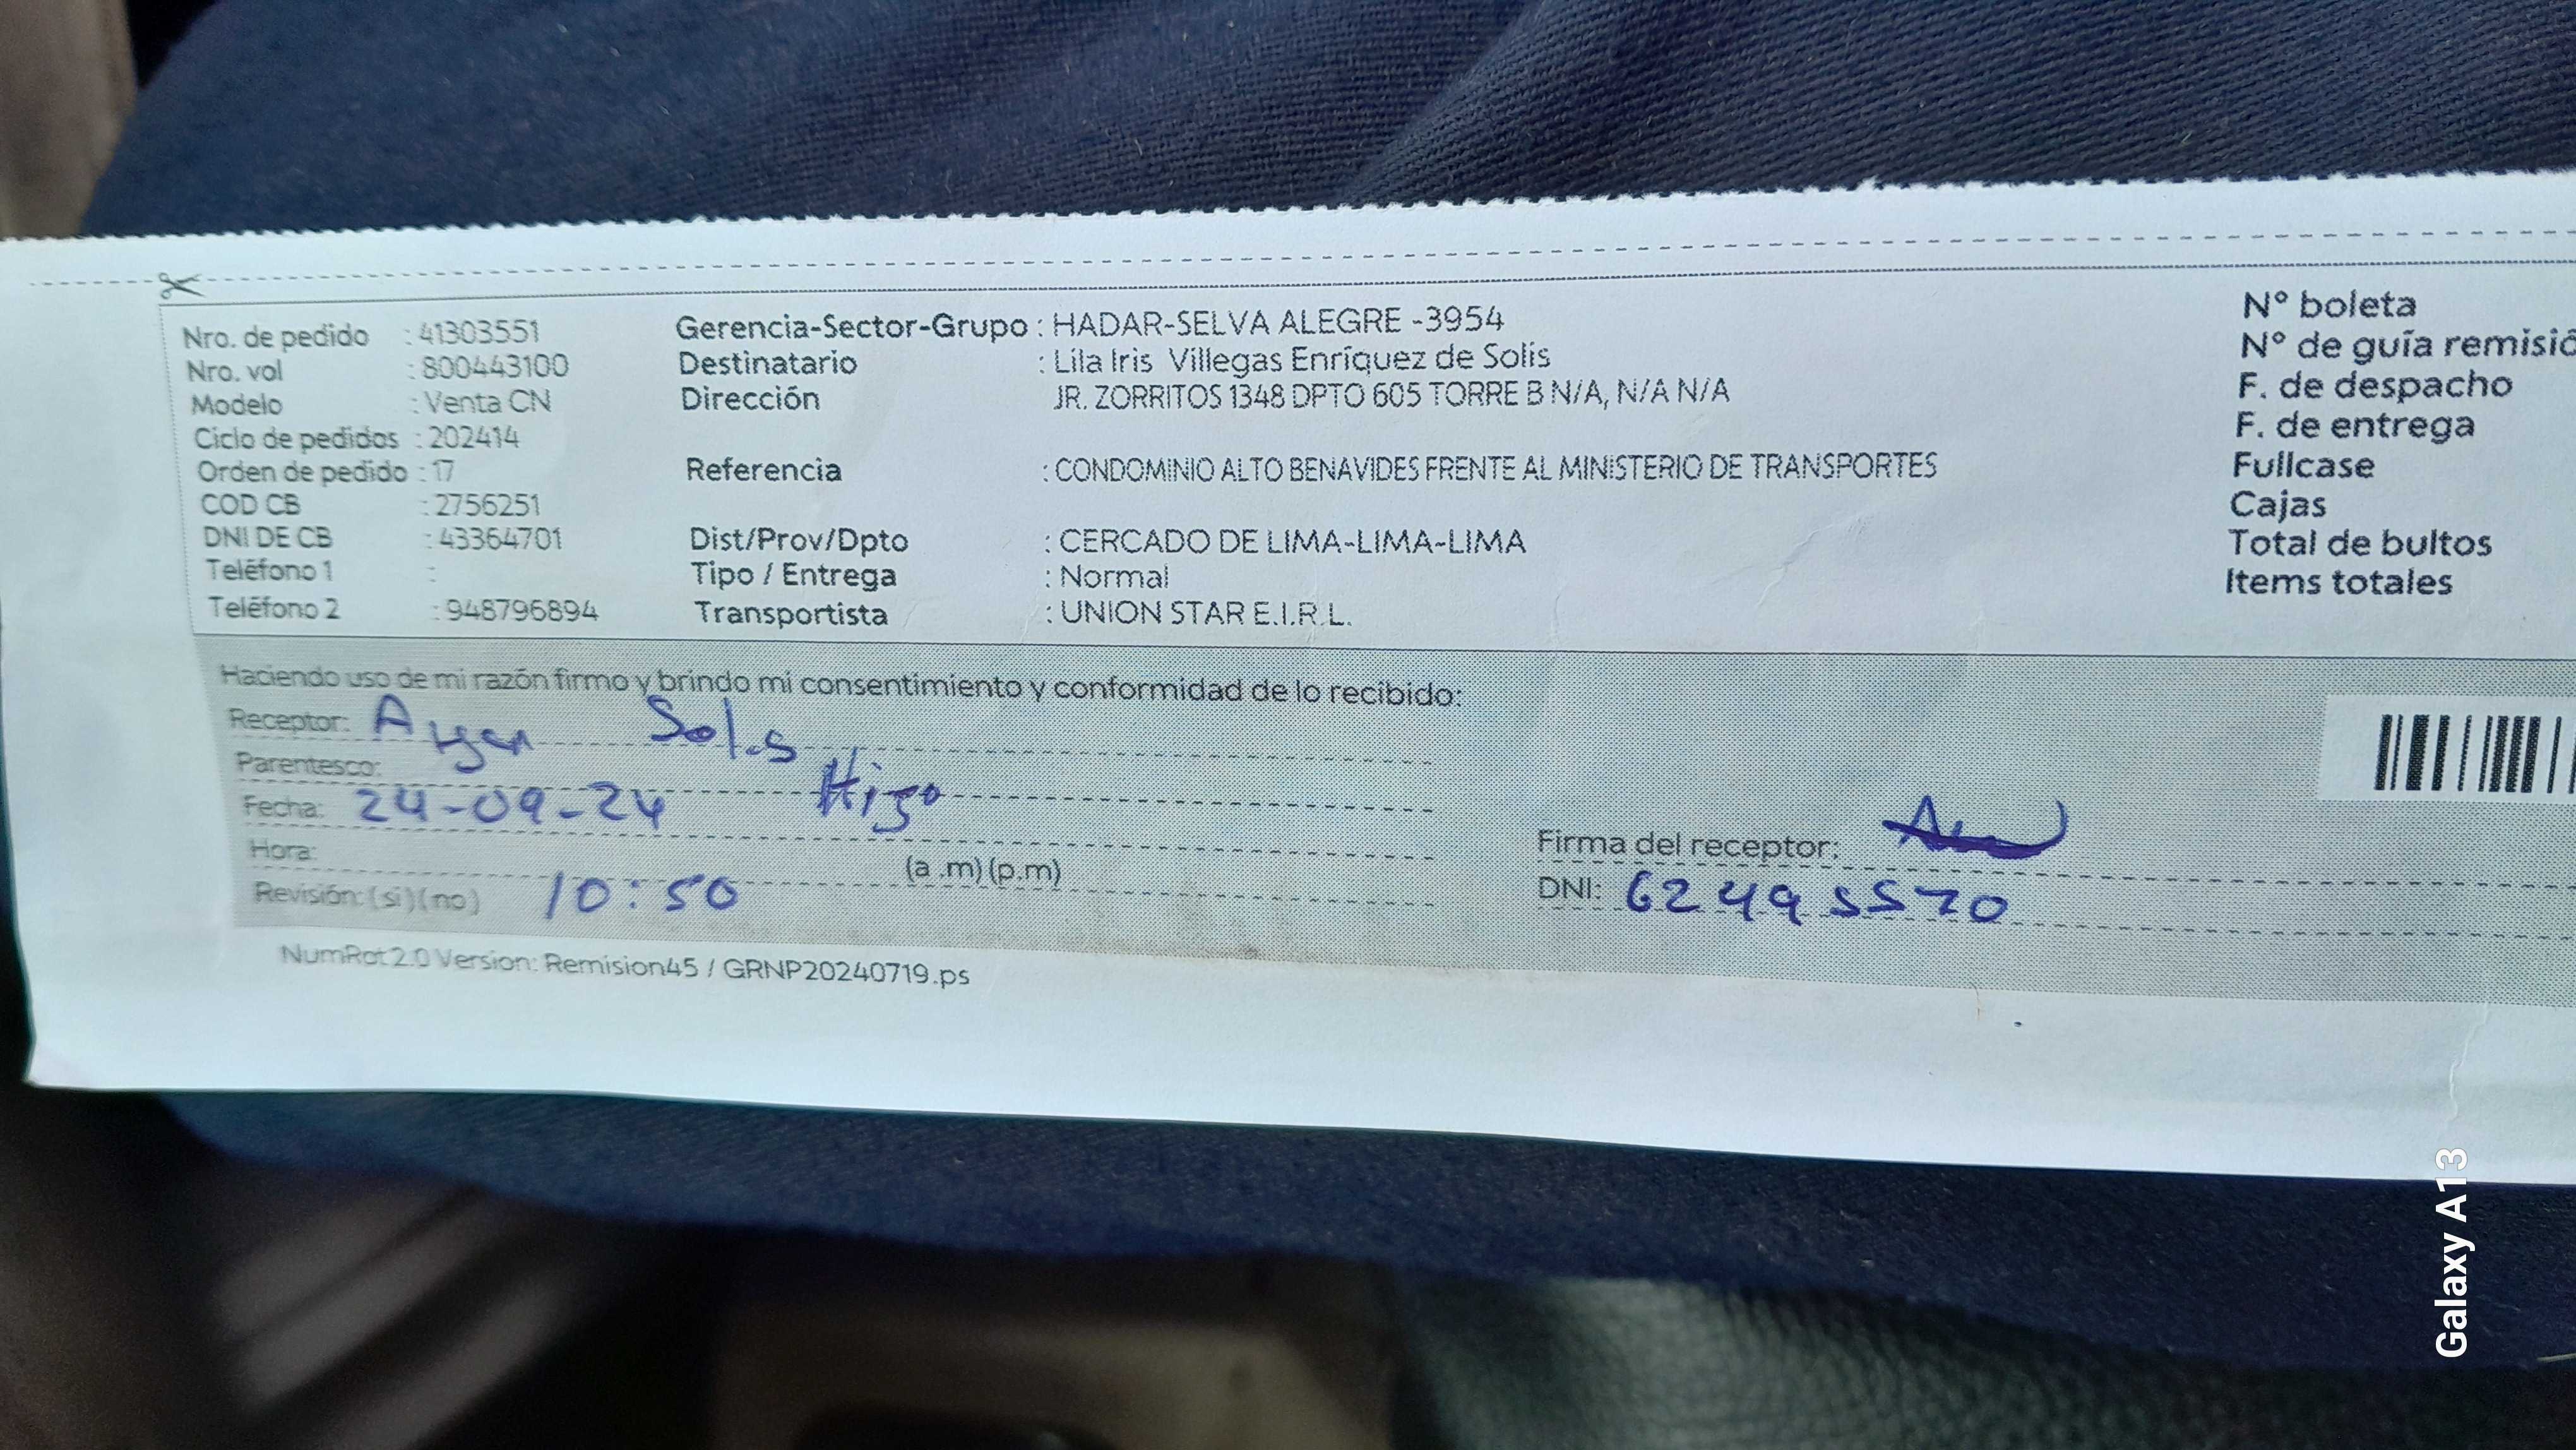 Nro. de pedido : 41303551
Nro. vol : 800443100
Modelo : Venta CN
Ciclo de pedidos : 202414
Orden de pedido : 17
COD CB : 2756251
DNI DE CB : 43364701
Teléfono 1 :
Teléfono 2 : 948796894
Gerencia-Sector-Grupo : HADAR-SELVA ALEGRE -3954
Destinatario : Lila Iris Villegas Enríquez de Solis
Dirección JR. ZORRITOS 1348 DPTO 605 TORRE B N/A, N/A N/A
Referencia : CONDOMINIO ALTO BENAVIDES FRENTE AL MINISTERIO DE TRANSPORTES
Dist/Prov/Dpto : CERCADO DE LIMA-LIMA-LIMA
Tipo / Entrega : Normal
Transportista : UNION STAR E.I.R.L.
Nº boleta
Nº de guía remisió
F. de despacho
F. de entrega
Fullcase
Cajas
Total de bultos
Items totales
Haciendo uso de mi razón firmo y brindo mi consentimiento y conformidad de lo recibido:
Receptor: Solis
Parentesco: Higo
Fecha: 24-09-24
Hora: (a .m) (p.m)
Revisión: (si) (no) 10:50
Firma del receptor:
DNI: 62495570
NumRot 2.0 Version: Remision45 / GRNP20240719.ps
Galaxy A13